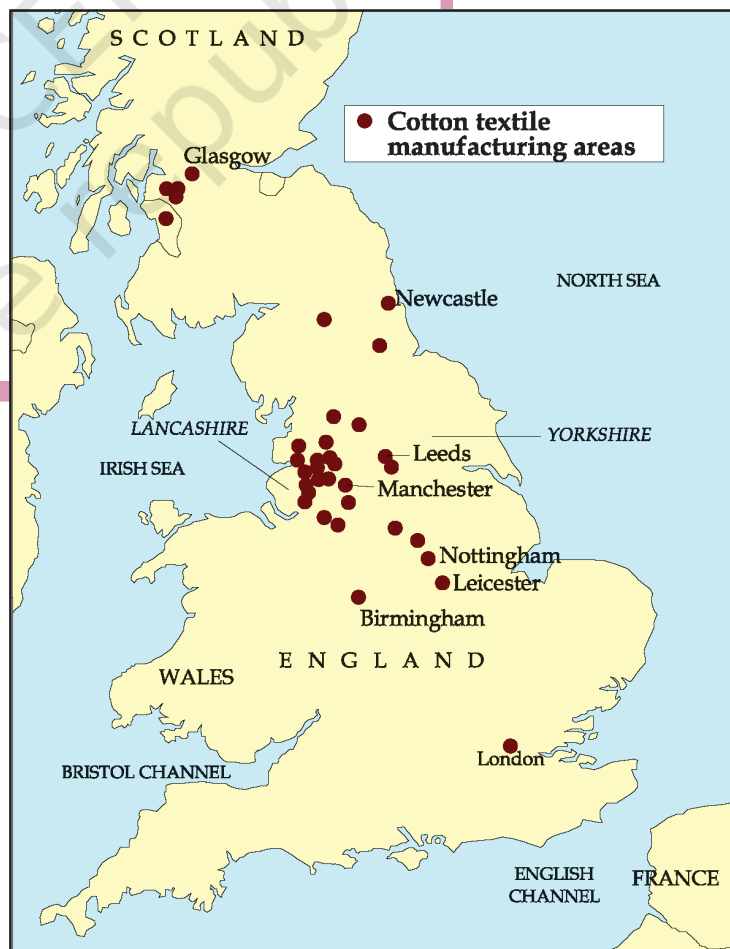 SCOTLAND
Cotton textile
manufacturing areas
Glasgow
NORTH SEA
Newcastle
LANCASHIRE
YORKSHIRE
Leeds
IRISH SEA
Manchester
Nottingham
Leicester
Birmingham
ENGLAND
WALES
London
BRISTOL CHANNEL
ENGLISH
CHANNEL
FRANCE
republ